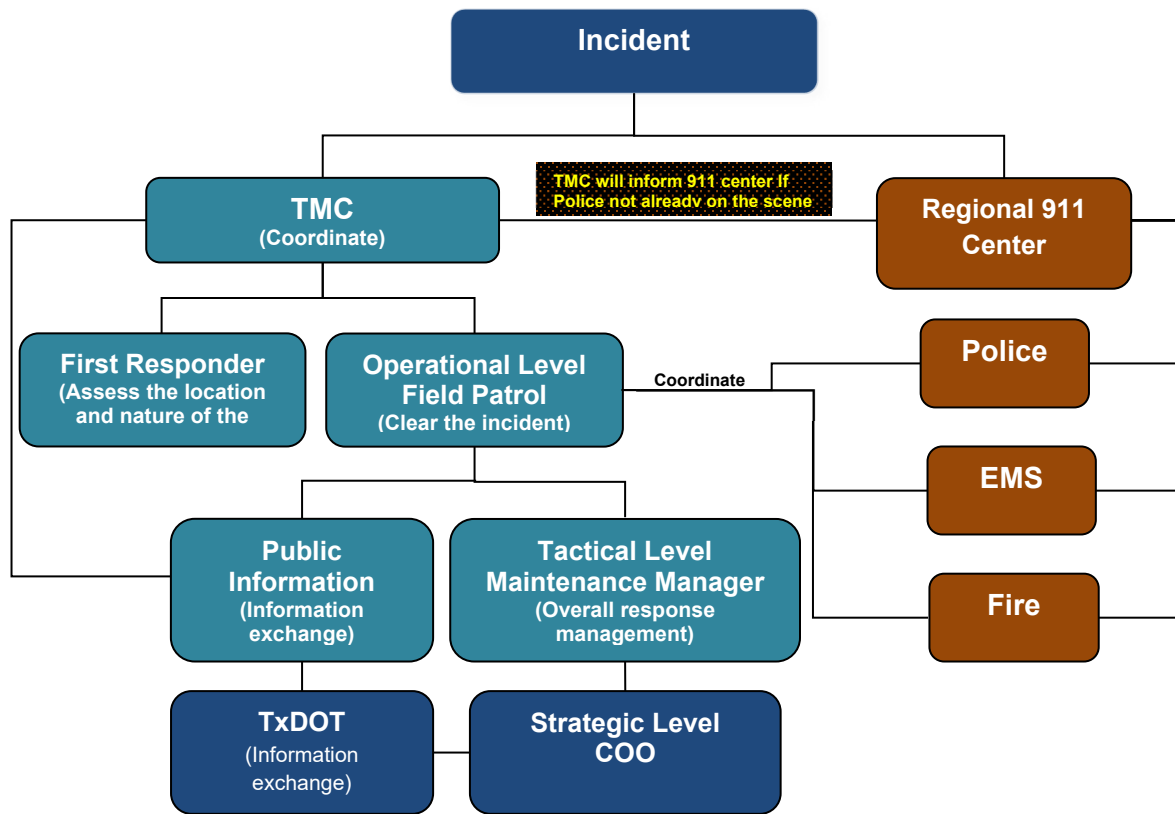 Incident
TMC will inform 911 center If
Police not already on the scene
TMC
(Coordinate)
Regional 911
Center
First Responder
(Assess the location
and nature of the
Operational Level
Field Patrol
(Clear the incident)
Coordinate
Police
EMS
Public
Information
(Information
exchange)
Tactical Level
Maintenance Manager
(Overall response
management)
Fire
TxDOT
(Information
exchange)
Strategic Level
COO